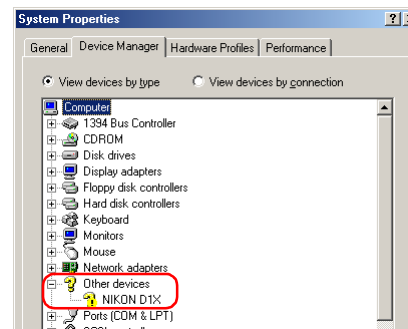 System Properties
General Device Manager Hardware Profiles Performance
View devices by type View devices by connection
Computer
1394 Bus Controller
CDROM
Disk drives
Display adapters
Floppy disk controllers
Hard disk controllers
Keyboard
Monitors
Mouse
Network adapters
Other devices
NIKON D1X
Ports (COM & LPT)